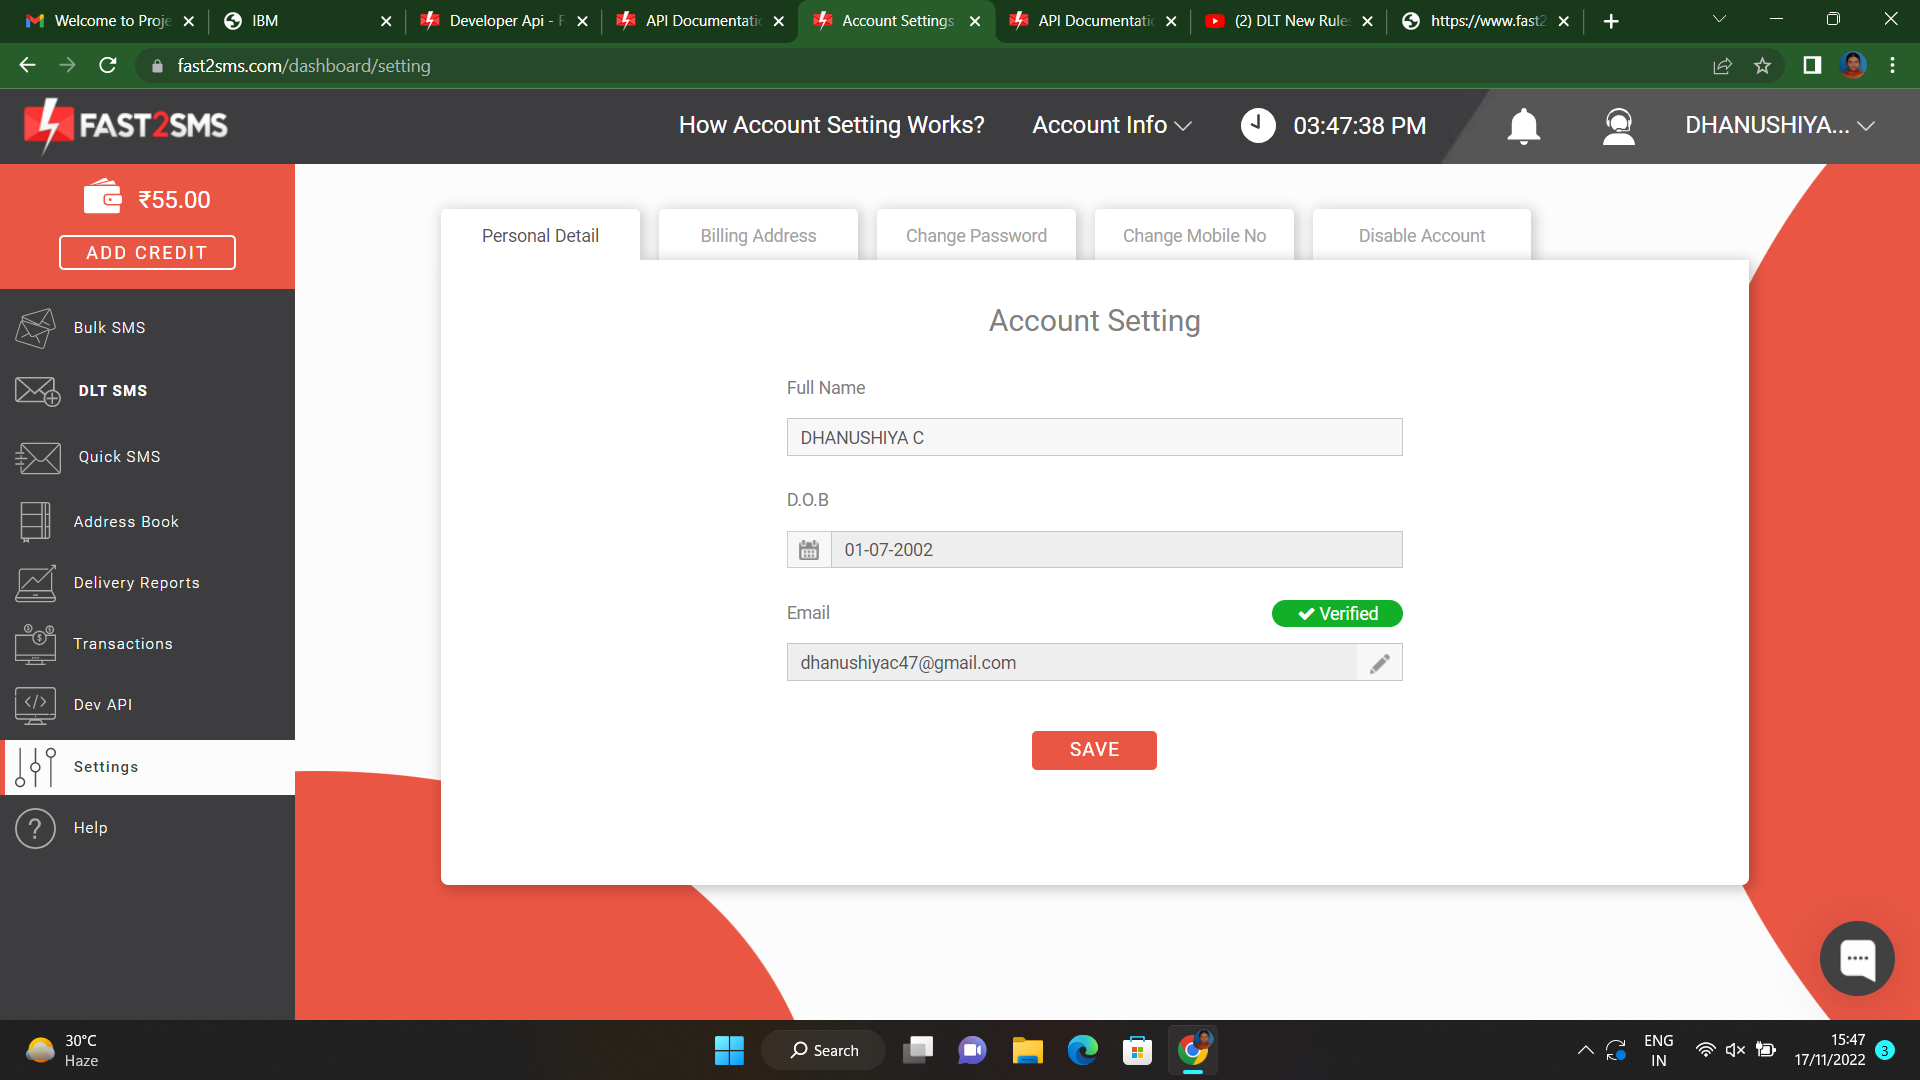 Welcome to Proje
IBM
Developer Api - F
API Documentatio
Account Settings
API Documentatio
(2) DLT New Rules
https://www.fast2
fast2sms.com/dashboard/setting
FAST2SMS
How Account Setting Works?
Account Info
03:47:38 PM
DHANUSHIYA...
₹55.00
ADD CREDIT
Bulk SMS
DLT SMS
Quick SMS
Address Book
Delivery Reports
Transactions
Dev API
Settings
Help
Personal Detail
Billing Address
Change Password
Change Mobile No
Disable Account
Account Setting
Full Name
DHANUSHIYA C
D.O.B
01-07-2002
Email
Verified
dhanushiyac47@gmail.com
SAVE
30°C
Haze
Search
ENG
IN
15:47
17/11/2022
3